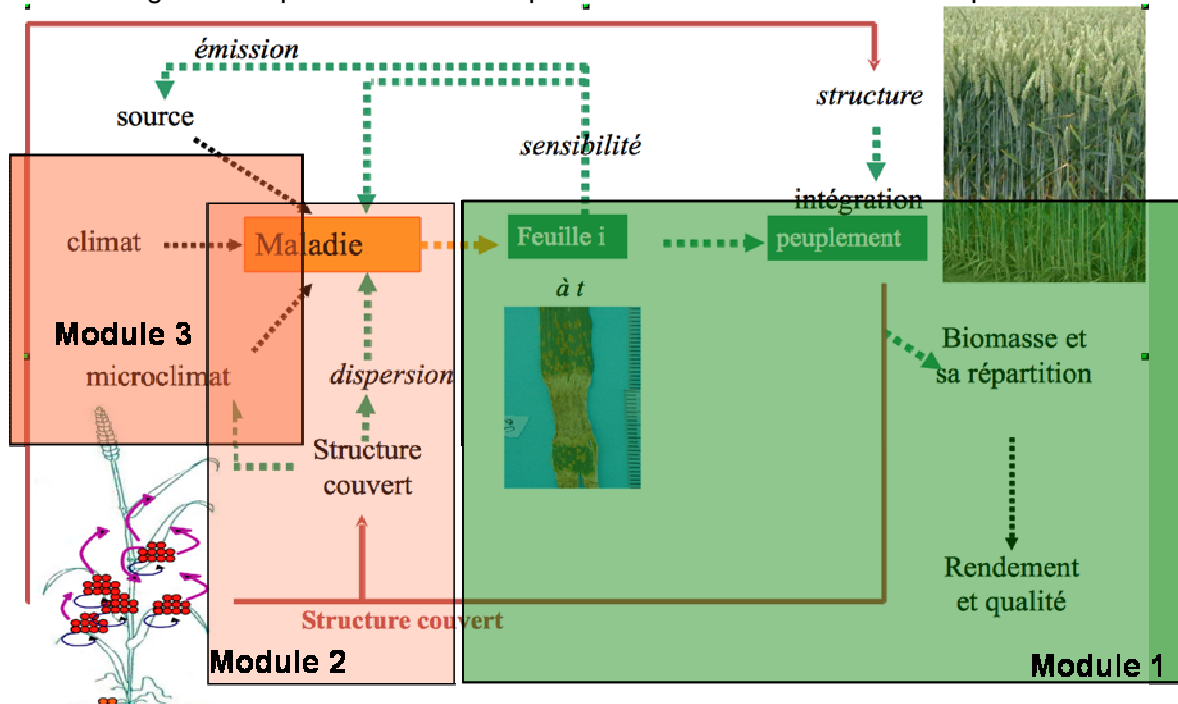 émission
source
structure
sensibilité
intégration
climat
Maladie
Feuille i
peuplement
à t
Module 3
microclimat
dispersion
Biomasse et
sa répartition
Structure
couvert
Rendement
et qualité
Structure couvert
Module 2
Module 1